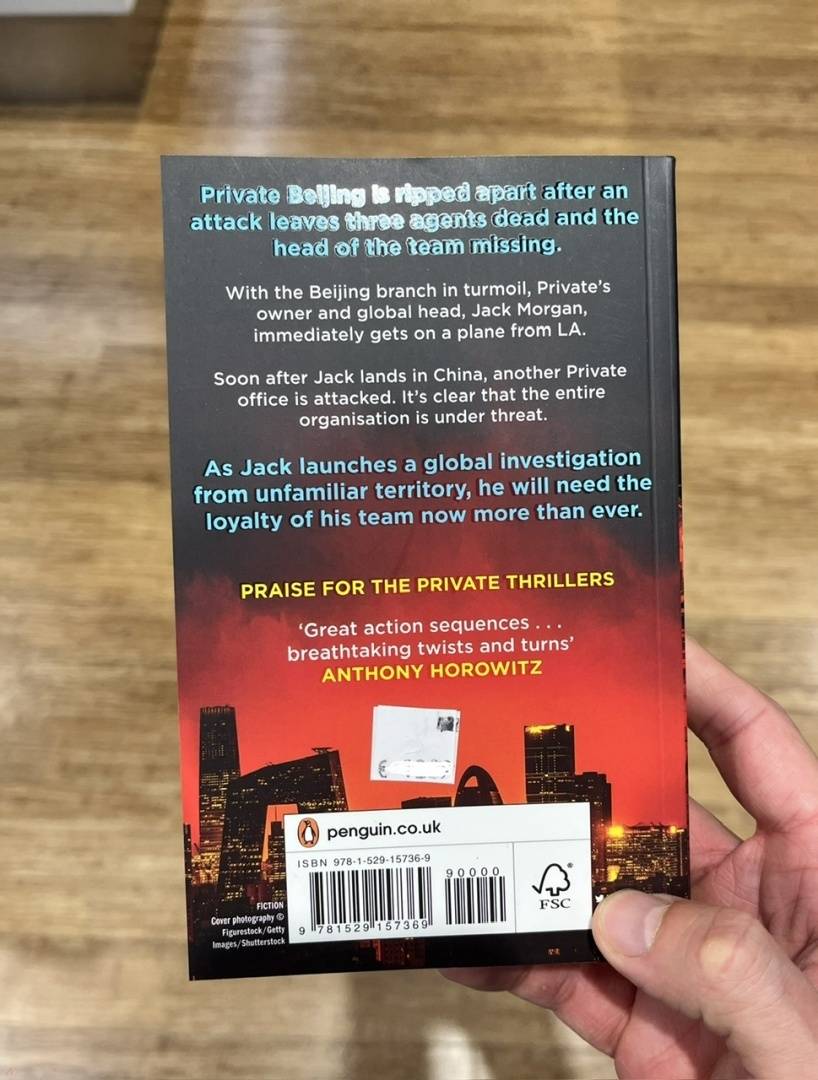 Private Beijing is ripped apart after an
attack leaves three agents dead and the
head of the team missing.
With the Beijing branch in turmoil, Private's
owner and global head, Jack Morgan,
immediately gets on a plane from LA.
Soon after Jack lands in China, another Private
office is attacked. It's clear that the entire
organisation is under threat.
As Jack launches a global investigation
from unfamiliar territory, he will need the
loyalty of his team now more than ever.
PRAISE FOR THE PRIVATE THRILLERS
'Great action sequences . . .
breathtaking twists and turns'
ANTHONY HOROWITZ
penguin.co.uk
ISBN 978-1-529-15736-9
90000
9 781529 157369
FSC
FICTION
Cover photography ©
Figurestock/Getty
Images/Shutterstock